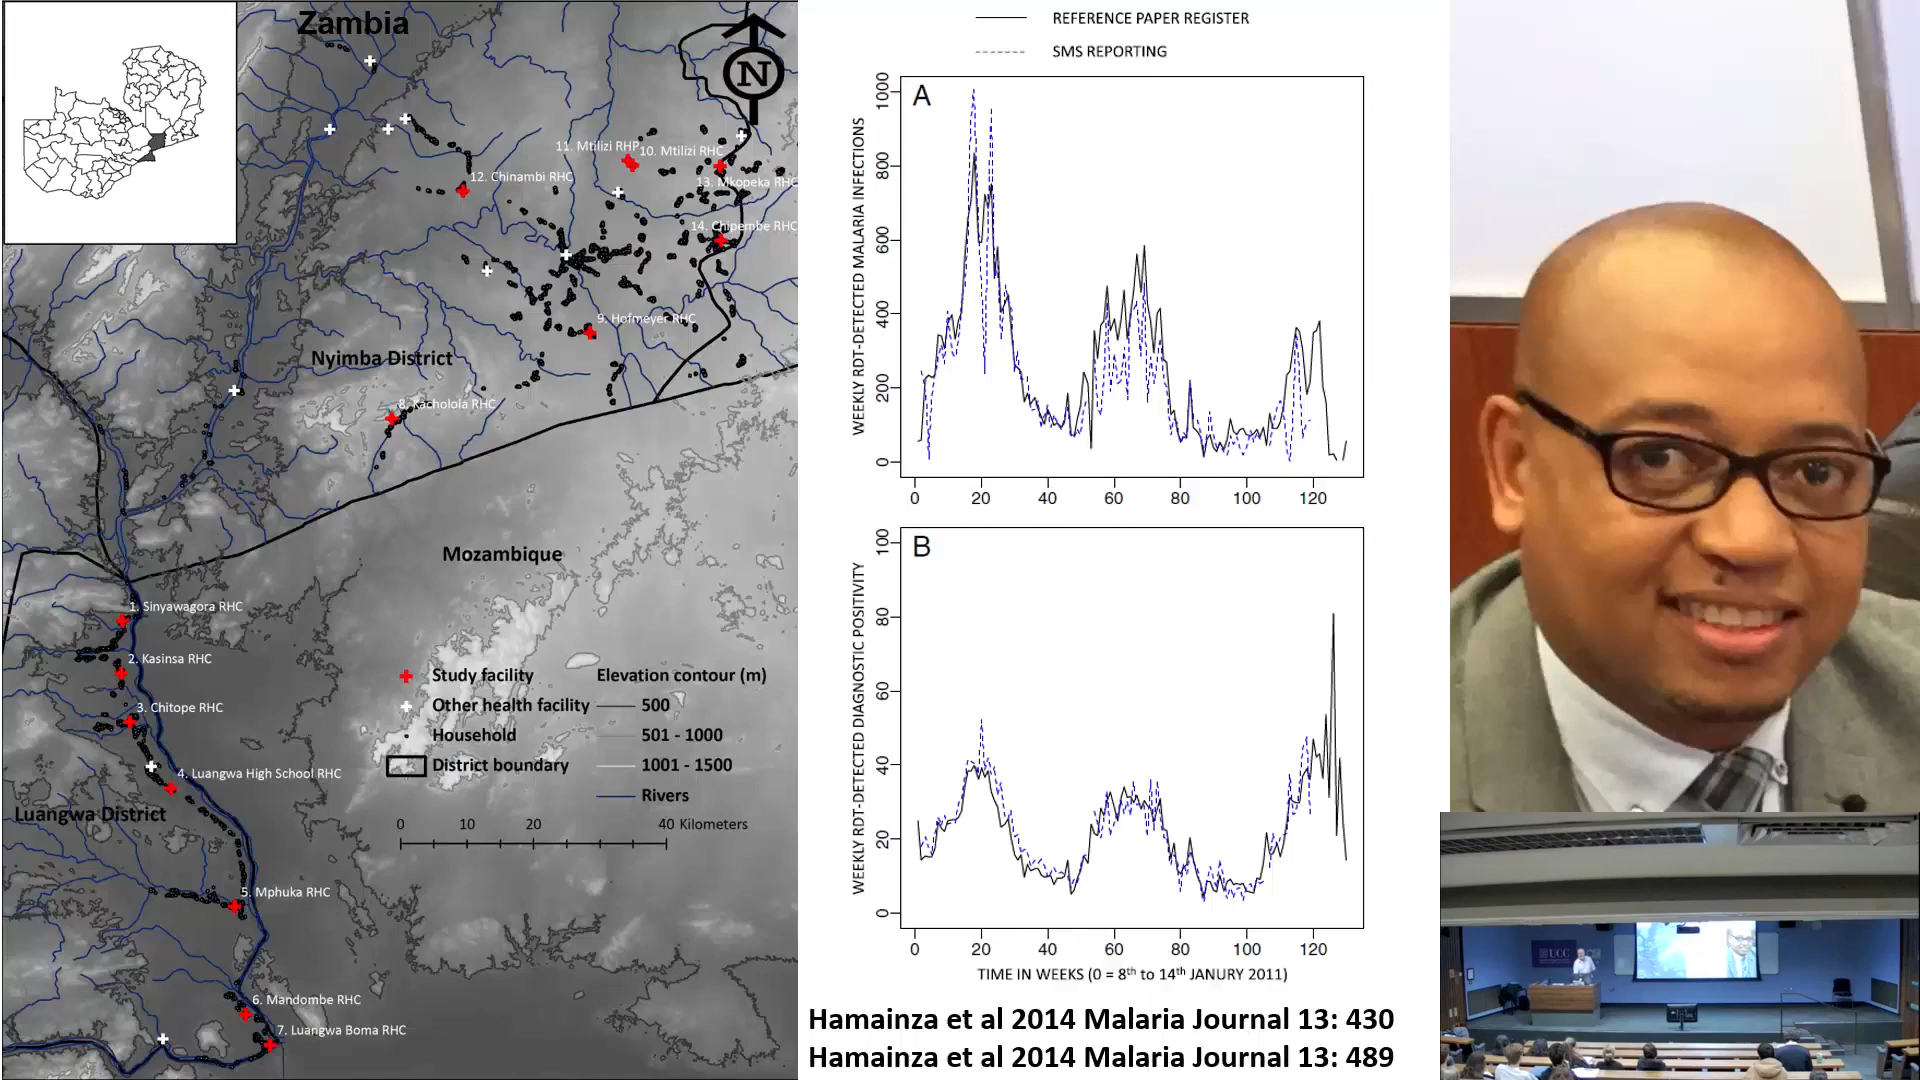 Zambia
N
11. Mtilizi RHP
10. Mtilizi RHC
12. Chinambi RHC
13. Mkopeka RHC
14. Chipembe RHC
9. Hofmeyer RHC
Nyimba District
8. Kacholola RHC
Mozambique
1. Sinyawagora RHC
2. Kasinsa RHC
3. Chitope RHC
4. Luangwa High School RHC
Luangwa District
5. Mphuka RHC
6. Mandombe RHC
7. Luangwa Boma RHC
Study facility
Other health facility
Household
District boundary
Elevation contour (m)
500
501 - 1000
1001 - 1500
Rivers
0 10 20 40 Kilometers
REFERENCE PAPER REGISTER
SMS REPORTING
A
WEEKLY RDT-DETECTED MALARIA INFECTIONS
1000
800
600
400
200
0
0 20 40 60 80 100 120
B
WEEKLY RDT-DETECTED DIAGNOSTIC POSITIVITY
100
80
60
40
20
0
0 20 40 60 80 100 120
TIME IN WEEKS (0 = 8th to 14th JANURY 2011)
Hamainza et al 2014 Malaria Journal 13: 430
Hamainza et al 2014 Malaria Journal 13: 489
UCC